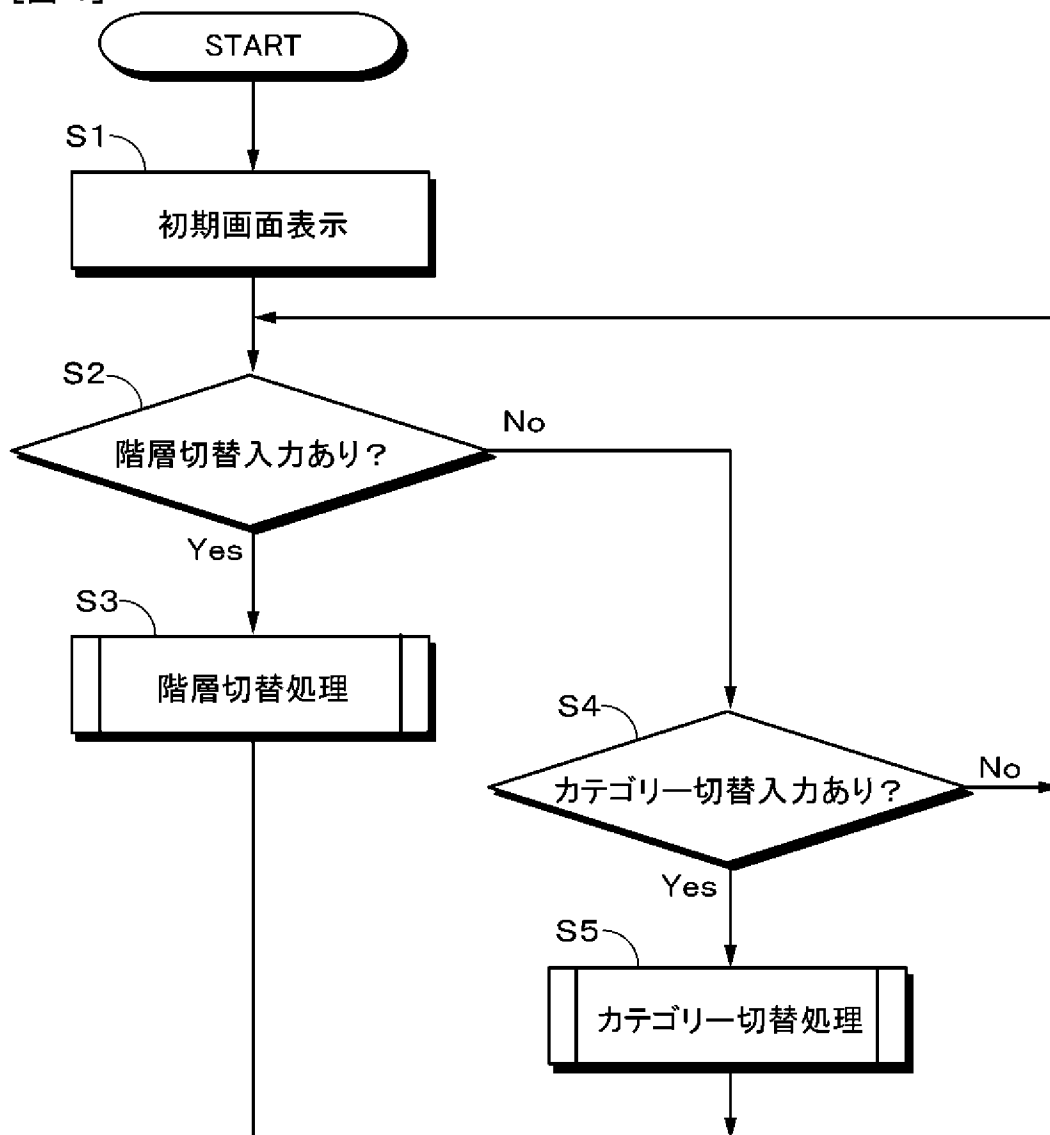 START
S1
初期画面表示
S2
階層切替入力あり?
No
Yes
S3
階層切替処理
S4
カテゴリー切替入力あり?
No
Yes
S5
カテゴリー切替処理